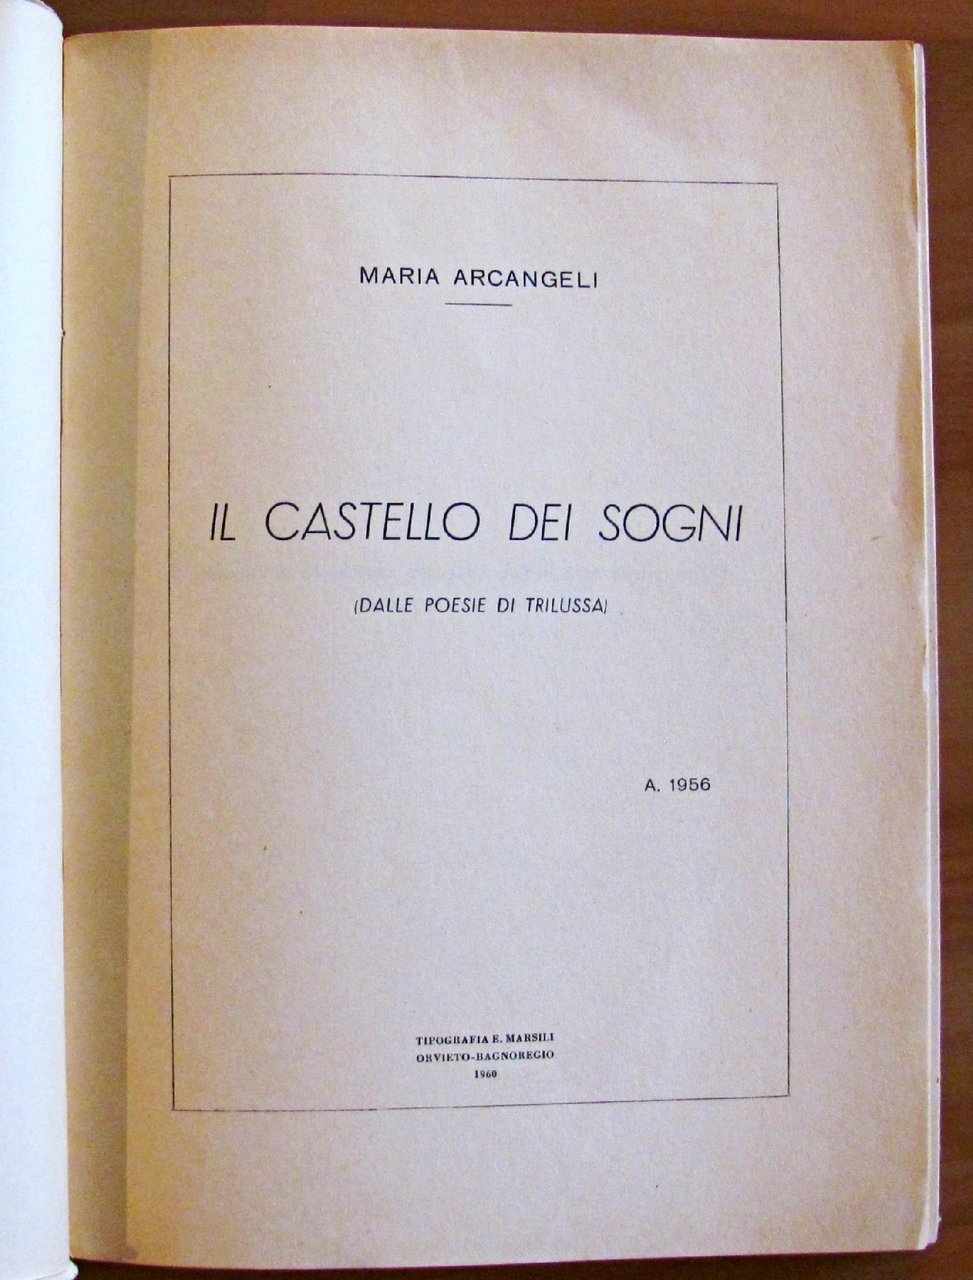 MARIA ARCANGELI
IL CASTELLO DEI SOGNI
(DALLE POESIE DI TRILUSSA)
A. 1956
TIPOGRAFIA E. MARSILI
ORVIETO-BAGNOREGIO
1960